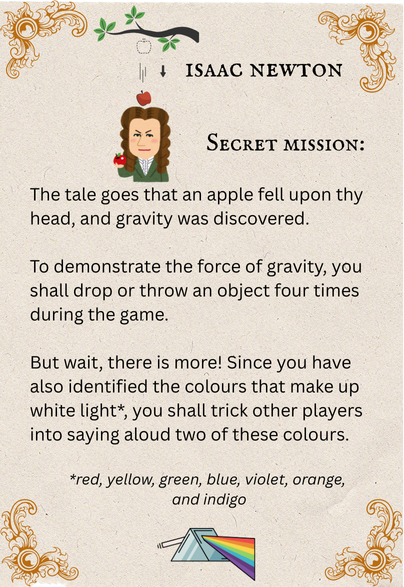 ISAAC NEWTON
SECRET MISSION:
The tale goes that an apple fell upon thy
head, and gravity was discovered.
To demonstrate the force of gravity, you
shall drop or throw an object four times
during the game.
But wait, there is more! Since you have
also identified the colours that make up
white light*, you shall trick other players
into saying aloud two of these colours.
*red, yellow, green, blue, violet, orange,
and indigo